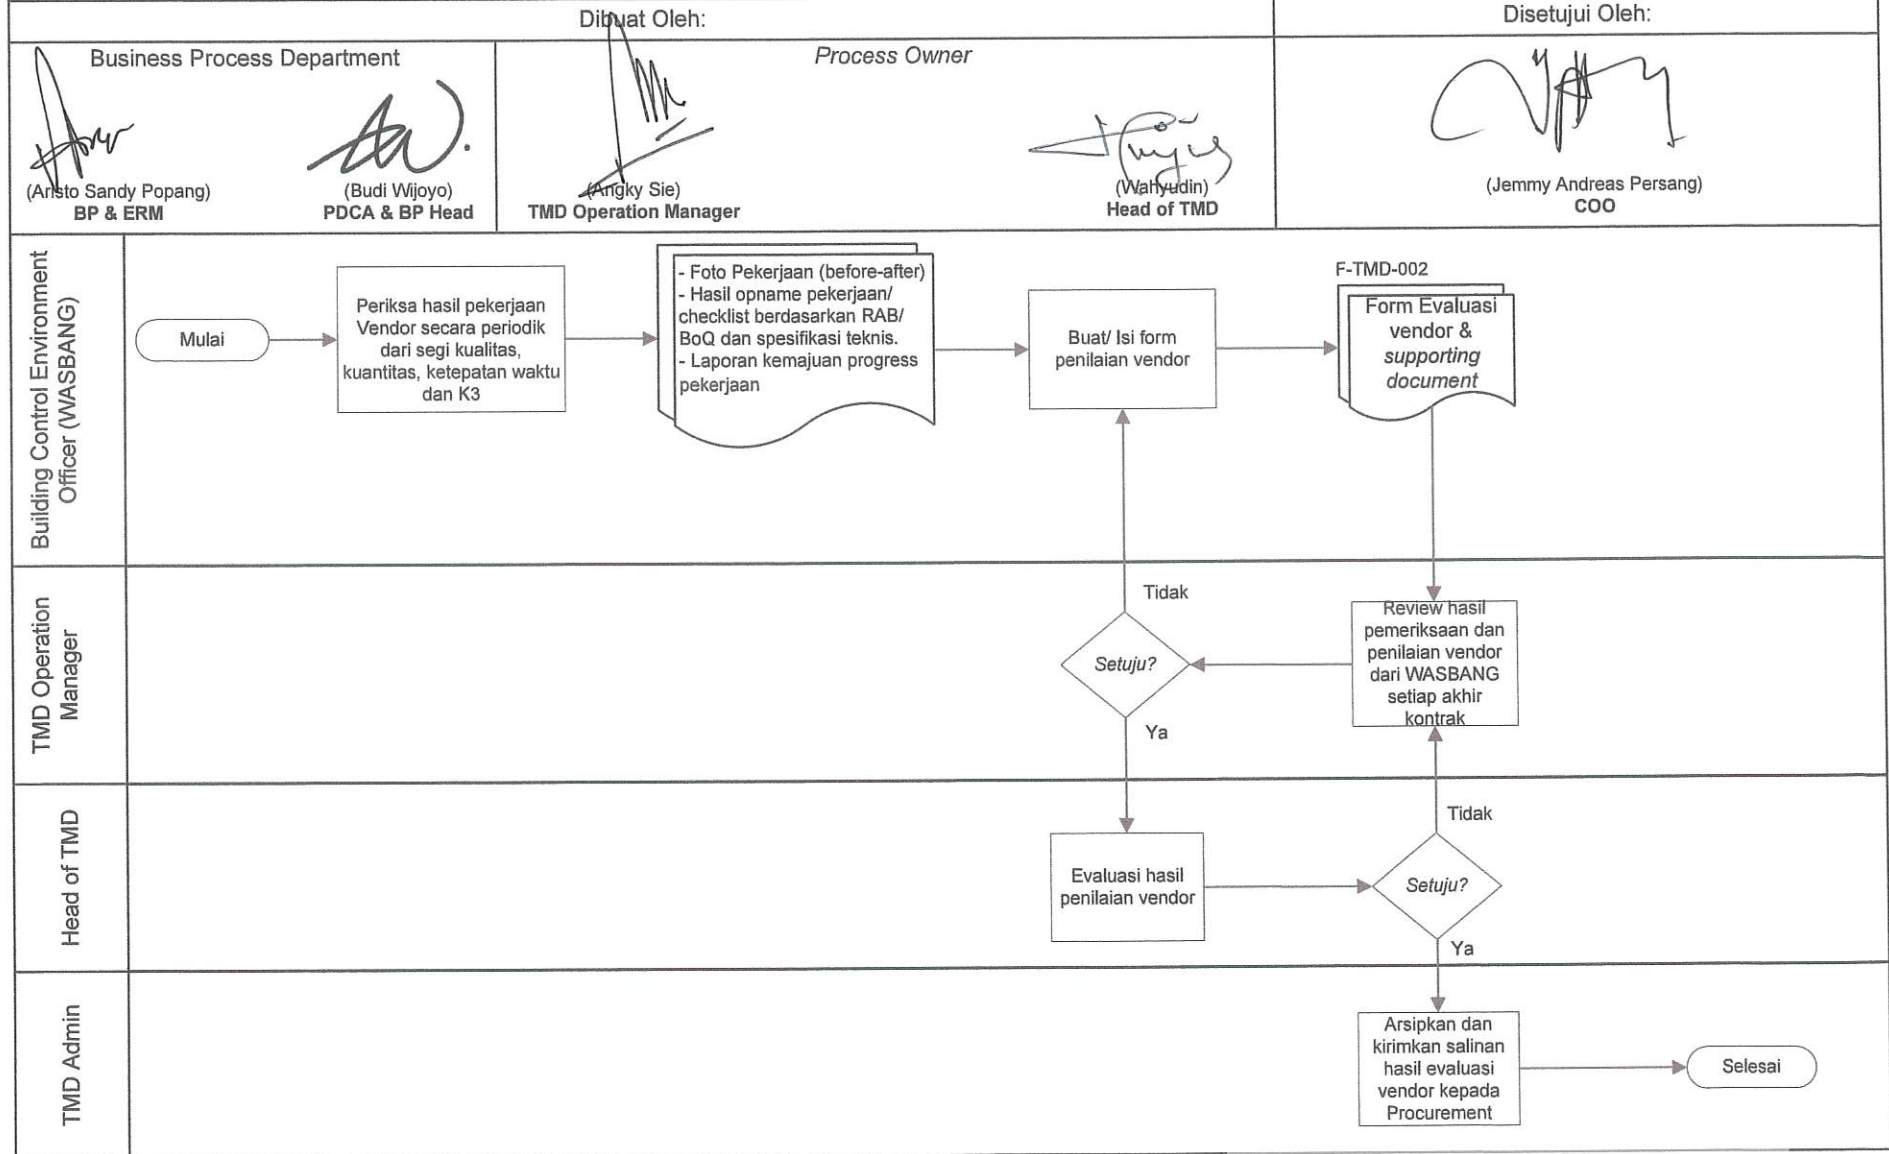 Dibuat Oleh:
Disetujui Oleh:
Business Process Department
Process Owner
(Aristo Sandy Popang)
BP & ERM
(Budi Wijoyo)
PDCA & BP Head
(Angky Sie)
TMD Operation Manager
(Wahyudin)
Head of TMD
(Jemmy Andreas Persang)
COO
Building Control Environment
Officer (WASBANG)
Mulai
Periksa hasil pekerjaan
Vendor secara periodik
dari segi kualitas,
kuantitas, ketepatan waktu
dan K3
- Foto Pekerjaan (before-after)
- Hasil opname pekerjaan/
checklist berdasarkan RAB/
BoQ dan spesifikasi teknis.
- Laporan kemajuan progress
pekerjaan
Buat/ Isi form
penilaian vendor
F-TMD-002
Form Evaluasi
vendor &
supporting
document
TMD Operation
Manager
Tidak
Setuju?
Ya
Review hasil
pemeriksaan dan
penilaian vendor
dari WASBANG
setiap akhir
kontrak
Head of TMD
Evaluasi hasil
penilaian vendor
Tidak
Setuju?
Ya
TMD Admin
Arsipkan dan
kirimkan salinan
hasil evaluasi
vendor kepada
Procurement
Selesai